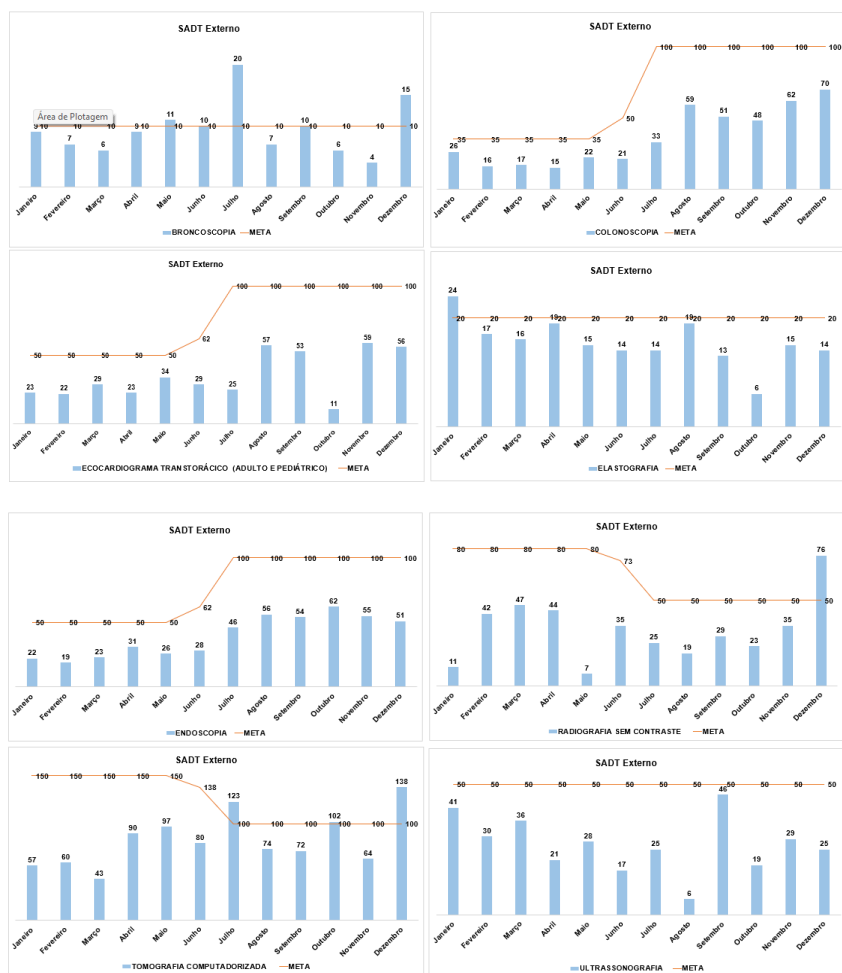 SADT Externo
20
15
11
10
9
9
7
7
6
6
4
10 10 10 10 10 10 10 10 10 10 10 10
Área de Plotagem
Janeiro Fevereiro Março Abril Maio Junho Julho Agosto Setembro Outubro Novembro Dezembro
BRONCOSCOPIA META
SADT Externo
100 100 100 100 100 100
35 35 35 35 35 50
26 16 17 15 22 21 33 59 51 48 62 70
Janeiro Fevereiro Março Abril Maio Junho Julho Agosto Setembro Outubro Novembro Dezembro
COLONOSCOPIA META
SADT Externo
50 50 50 50 50 62 100 100 100 100 100 100
23 22 29 23 34 29 25 57 53 11 59 56
Janeiro Fevereiro Março Abril Maio Junho Julho Agosto Setembro Outubro Novembro Dezembro
ECOCARDIOGRAMA TRANSTORÁCICO (ADULTO E PEDIÁTRICO) META
SADT Externo
20 20 20 20 20 20 20 20 20 20 20 20
24 17 16 19 15 14 14 19 13 6 15 14
Janeiro Fevereiro Março Abril Maio Junho Julho Agosto Setembro Outubro Novembro Dezembro
ELASTOGRAFIA META
SADT Externo
50 50 50 50 50 62 100 100 100 100 100 100
22 19 23 31 26 28 46 56 54 62 55 51
Janeiro Fevereiro Março Abril Maio Junho Julho Agosto Setembro Outubro Novembro Dezembro
ENDOSCOPIA META
SADT Externo
80 80 80 80 80 73 50 50 50 50 50 50
11 42 47 44 7 35 25 19 29 23 35 76
Janeiro Fevereiro Março Abril Maio Junho Julho Agosto Setembro Outubro Novembro Dezembro
RADIOGRAFIA SEM CONTRASTE META
SADT Externo
150 150 150 150 150 138 100 100 100 100 100 100
57 60 43 90 97 80 123 74 72 102 64 138
Janeiro Fevereiro Março Abril Maio Junho Julho Agosto Setembro Outubro Novembro Dezembro
TOMOGRAFIA COMPUTADORIZADA META
SADT Externo
50 50 50 50 50 50 50 50 50 50 50 50
41 30 36 21 28 17 25 6 46 19 29 25
Janeiro Fevereiro Março Abril Maio Junho Julho Agosto Setembro Outubro Novembro Dezembro
ULTRASSONOGRAFIA META